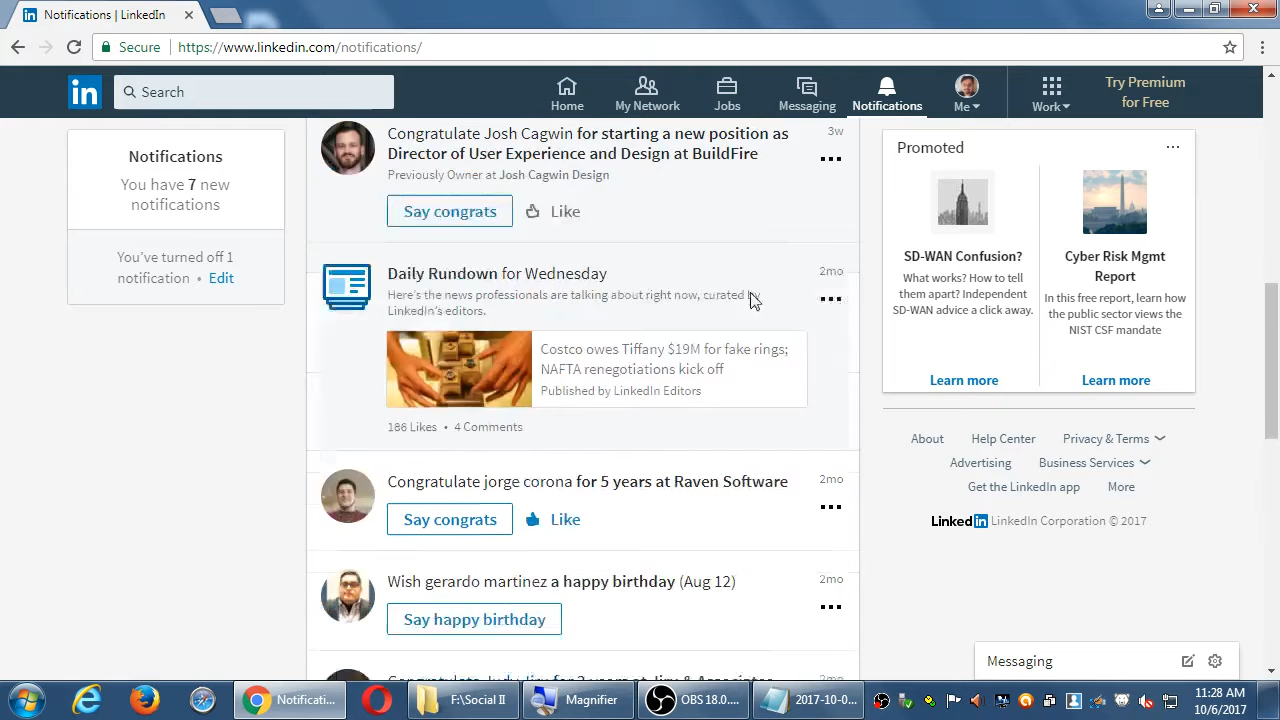 Notifications | LinkedIn
Secure
https://www.linkedin.com/notifications/
in
Search
Home
My Network
Jobs
Messaging
Notifications
Me
Work
Try Premium
for Free
Notifications
You have 7 new
notifications
You've turned off 1
notification • Edit
Congratulate Josh Cagwin for starting a new position as
Director of User Experience and Design at BuildFire
3w
Previously Owner at Josh Cagwin Design
Say congrats
Like
Daily Rundown for Wednesday
2mo
Here's the news professionals are talking about right now, curated by
LinkedIn's editors.
Costco owes Tiffany $19M for fake rings;
NAFTA renegotiations kick off
Published by LinkedIn Editors
186 Likes • 4 Comments
Congratulate jorge corona for 5 years at Raven Software
2mo
Say congrats
Like
Wish gerardo martinez a happy birthday (Aug 12)
2mo
Say happy birthday
Promoted
SD-WAN Confusion?
What works? How to tell
them apart? Independent
SD-WAN advice a click away.
Learn more
Cyber Risk Mgmt
Report
In this free report, learn how
the public sector views the
NIST CSF mandate
Learn more
About
Help Center
Privacy & Terms
Advertising
Business Services
Get the LinkedIn app
More
LinkedIn LinkedIn Corporation © 2017
Messaging
Notificati...
F:\Social II
Magnifier
OBS 18.0....
2017-10-0...
11:28 AM
10/6/2017